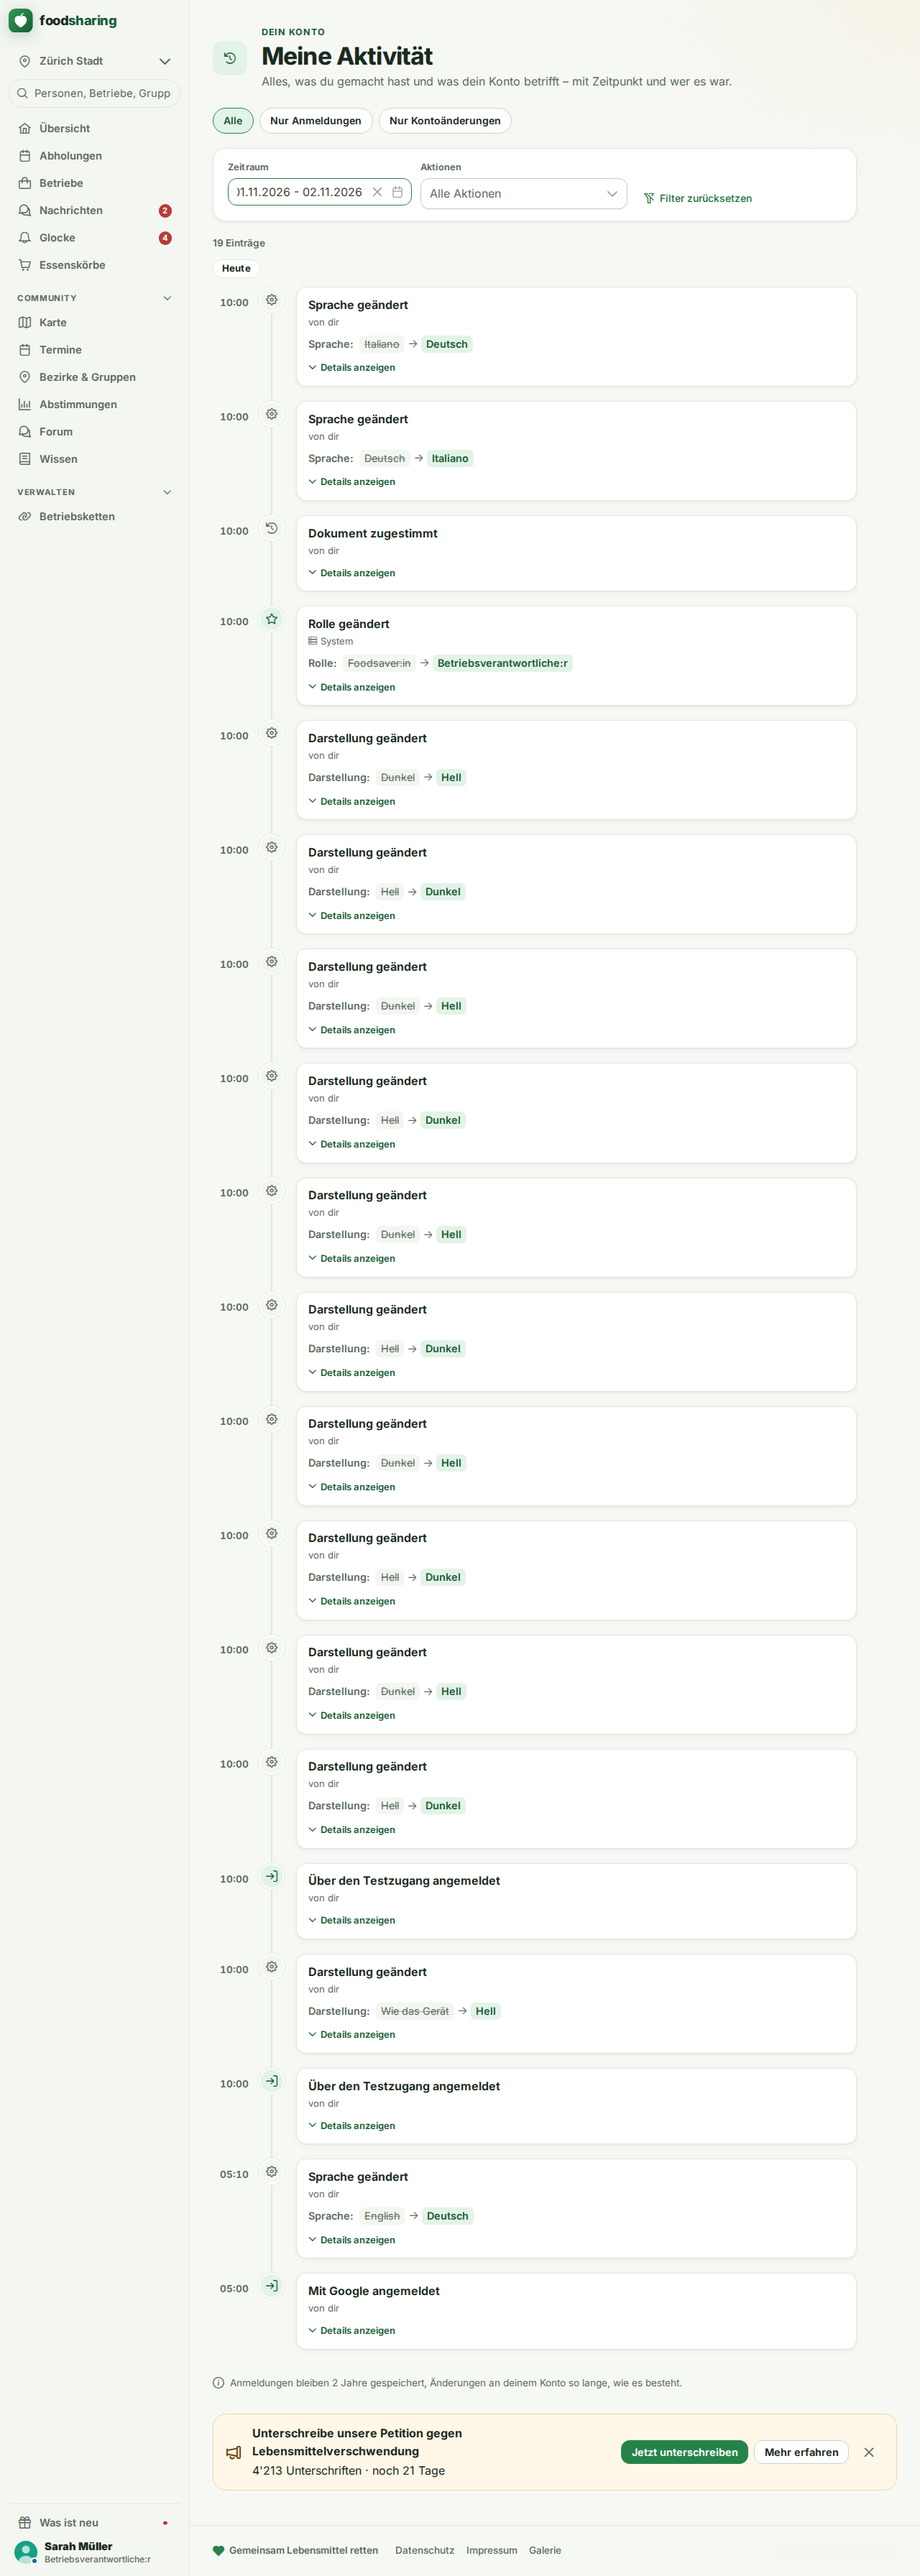 foodsharing
Zürich Stadt
Personen, Betriebe, Grupp
Übersicht
Abholungen
Betriebe
Nachrichten 2
Glocke 4
Essenskörbe
COMMUNITY
Karte
Termine
Bezirke & Gruppen
Abstimmungen
Forum
Wissen
VERWALTEN
Betriebsketten
Was ist neu
Sarah Müller
Betriebsverantwortliche:r
DEIN KONTO
Meine Aktivität
Alles, was du gemacht hast und was dein Konto betrifft – mit Zeitpunkt und wer es war.
Alle Nur Anmeldungen Nur Kontoänderungen
Zeitraum Aktionen
01.11.2026 - 02.11.2026 Alle Aktionen Filter zurücksetzen
19 Einträge
Heute
10:00 Sprache geändert
von dir
Sprache: Italiano → Deutsch
Details anzeigen
10:00 Sprache geändert
von dir
Sprache: Deutsch → Italiano
Details anzeigen
10:00 Dokument zugestimmt
von dir
Details anzeigen
10:00 Rolle geändert
System
Rolle: Foodsaver:in → Betriebsverantwortliche:r
Details anzeigen
10:00 Darstellung geändert
von dir
Darstellung: Dunkel → Hell
Details anzeigen
10:00 Darstellung geändert
von dir
Darstellung: Hell → Dunkel
Details anzeigen
10:00 Darstellung geändert
von dir
Darstellung: Dunkel → Hell
Details anzeigen
10:00 Darstellung geändert
von dir
Darstellung: Hell → Dunkel
Details anzeigen
10:00 Darstellung geändert
von dir
Darstellung: Dunkel → Hell
Details anzeigen
10:00 Darstellung geändert
von dir
Darstellung: Hell → Dunkel
Details anzeigen
10:00 Darstellung geändert
von dir
Darstellung: Dunkel → Hell
Details anzeigen
10:00 Darstellung geändert
von dir
Darstellung: Hell → Dunkel
Details anzeigen
10:00 Darstellung geändert
von dir
Darstellung: Dunkel → Hell
Details anzeigen
10:00 Darstellung geändert
von dir
Darstellung: Hell → Dunkel
Details anzeigen
10:00 Über den Testzugang angemeldet
von dir
Details anzeigen
10:00 Darstellung geändert
von dir
Darstellung: Wie das Gerät → Hell
Details anzeigen
10:00 Über den Testzugang angemeldet
von dir
Details anzeigen
05:10 Sprache geändert
von dir
Sprache: English → Deutsch
Details anzeigen
05:00 Mit Google angemeldet
von dir
Details anzeigen
Anmeldungen bleiben 2 Jahre gespeichert, Änderungen an deinem Konto so lange, wie es besteht.
Unterschreibe unsere Petition gegen
Lebensmittelverschwendung
4'213 Unterschriften · noch 21 Tage
Jetzt unterschreiben Mehr erfahren
Gemeinsam Lebensmittel retten Datenschutz Impressum Galerie